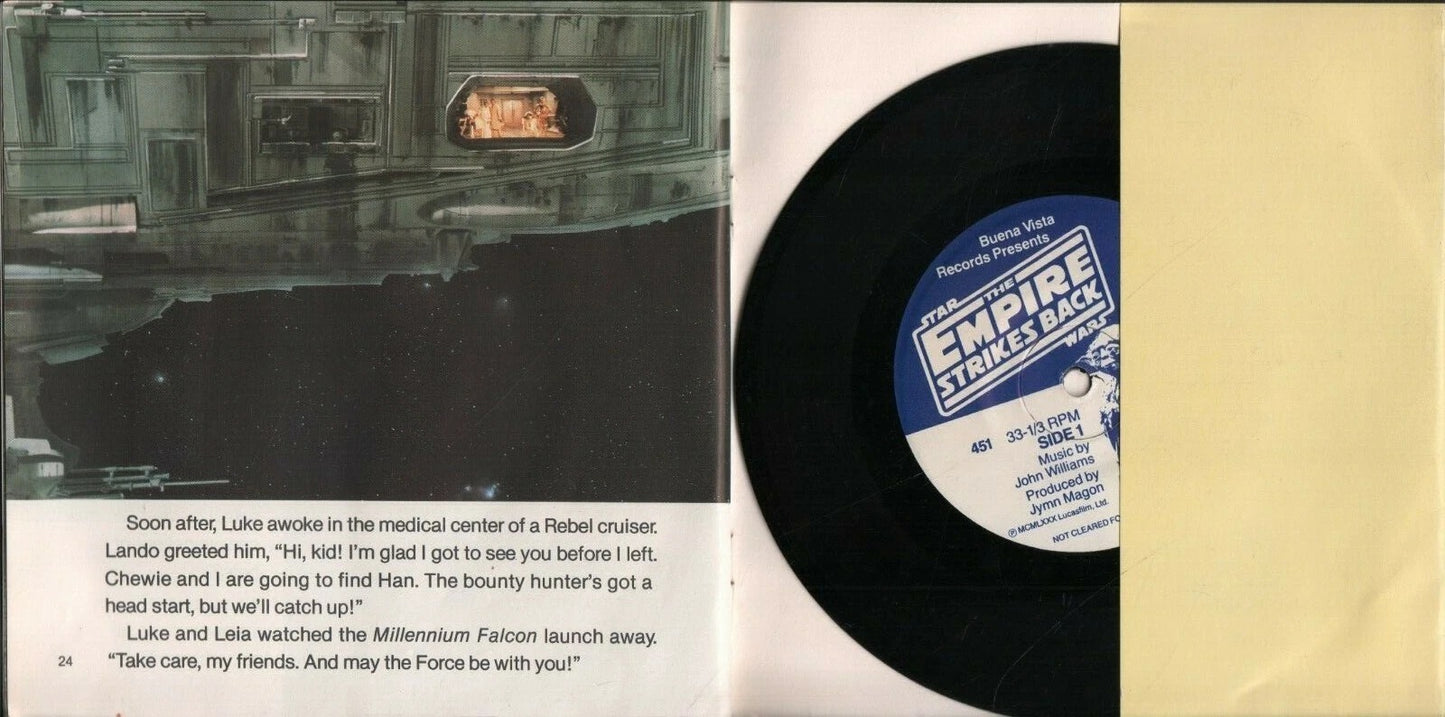 Soon after, Luke awoke in the medical center of a Rebel cruiser.
Lando greeted him, “Hi, kid! I’m glad I got to see you before I left.
Chewie and I are going to find Han. The bounty hunter’s got a
head start, but we’ll catch up!”
Luke and Leia watched the Millennium Falcon launch away.
“Take care, my friends. And may the Force be with you!”
24
Buena Vista
Records Presents
STAR THE
EMPIRE
STRIKES BACK
WARS
451 33-1/3 RPM
SIDE 1
Music by
John Williams
Produced by
Jymn Magon
℗ MCMLXXX Lucasfilm, Ltd.
NOT CLEARED